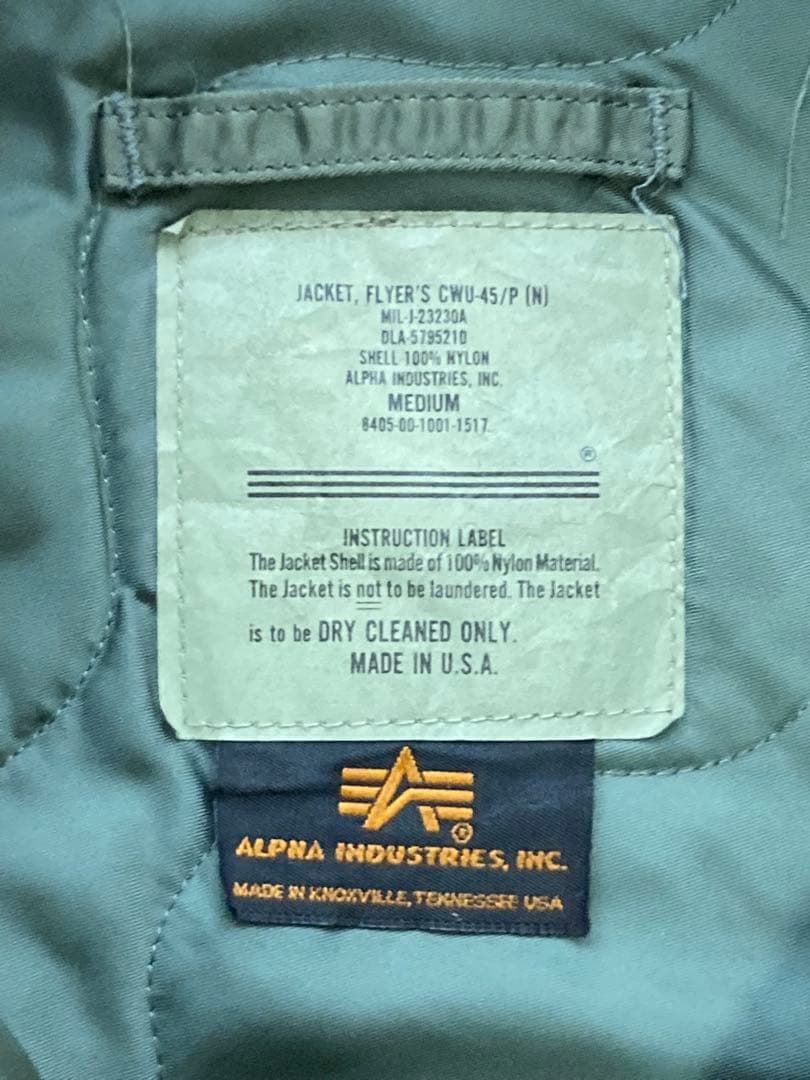 JACKET, FLYER'S CWU-45/P (N)
MIL-J-23230A
DLA-5795210
SHELL 100% NYLON
ALPHA INDUSTRIES, INC.
MEDIUM
8405-00-1001-1517
®
INSTRUCTION LABEL
The Jacket Shell is made of 100% Nylon Material.
The Jacket is not to be laundered. The Jacket
is to be DRY CLEANED ONLY.
MADE IN U.S.A.
®
ALPHA INDUSTRIES, INC.
MADE IN KNOXVILLE, TENNESSEE USA